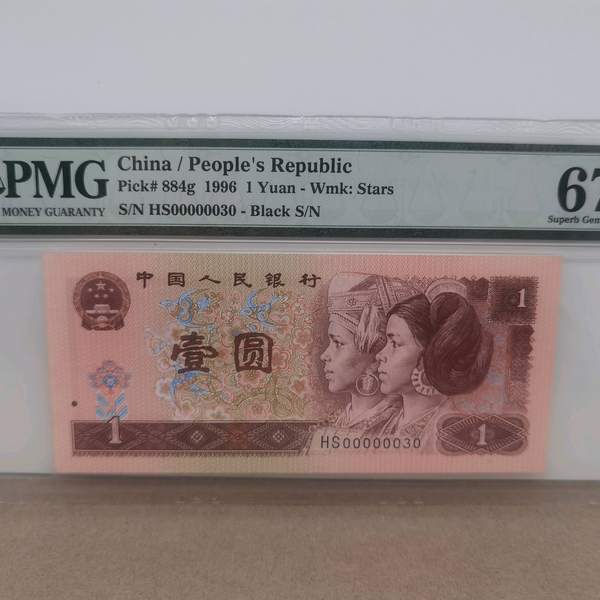 PMG
MONEY GUARANTY
China / People's Republic
Pick# 884g 1996 1 Yuan - Wmk: Stars
S/N HS00000030 - Black S/N
67
Superb Gem
中国人民银行
1
壹圆
HS00000030
1
1